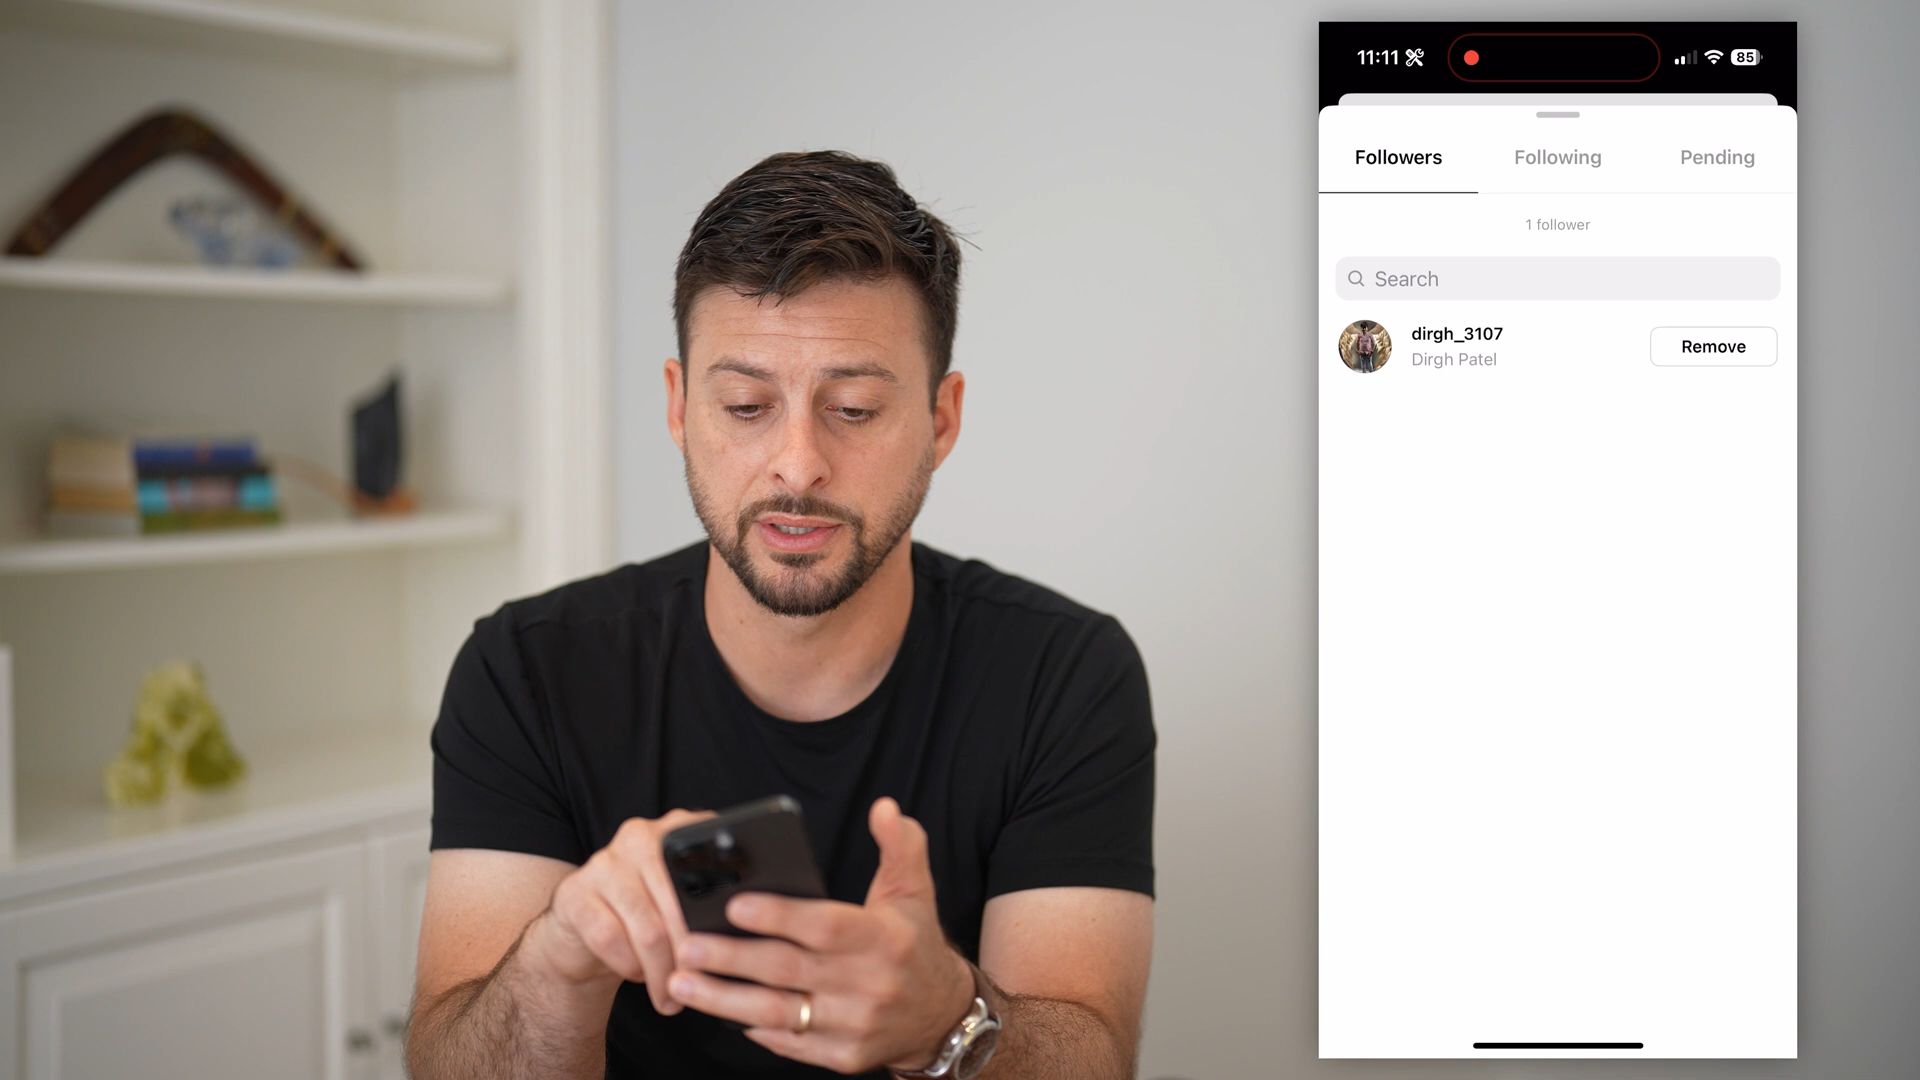 11:11
85
Followers Following Pending
1 follower
Search
dirgh_3107
Dirgh Patel
Remove